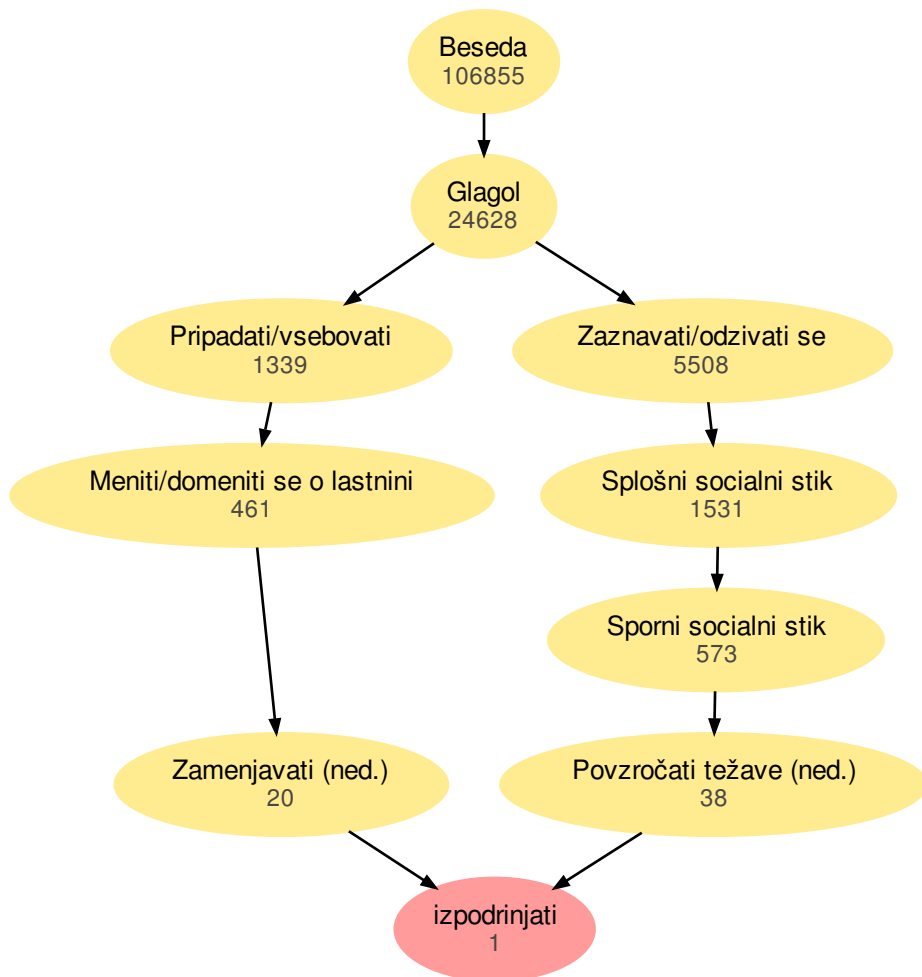 Beseda
106855
Glagol
24628
Pripadati/vsebovati
1339
Zaznavati/odzivati se
5508
Meniti/domeniti se o lastnini
461
Splošni socialni stik
1531
Sporni socialni stik
573
Zamenjavati (ned.)
20
Povzročati težave (ned.)
38
izpodrinjati
1